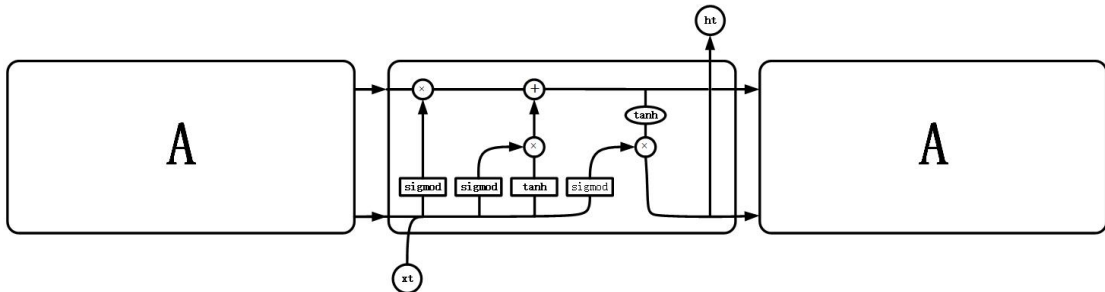 ht
× +
tanh
A × × A
sigmod sigmod tanh sigmod
xt